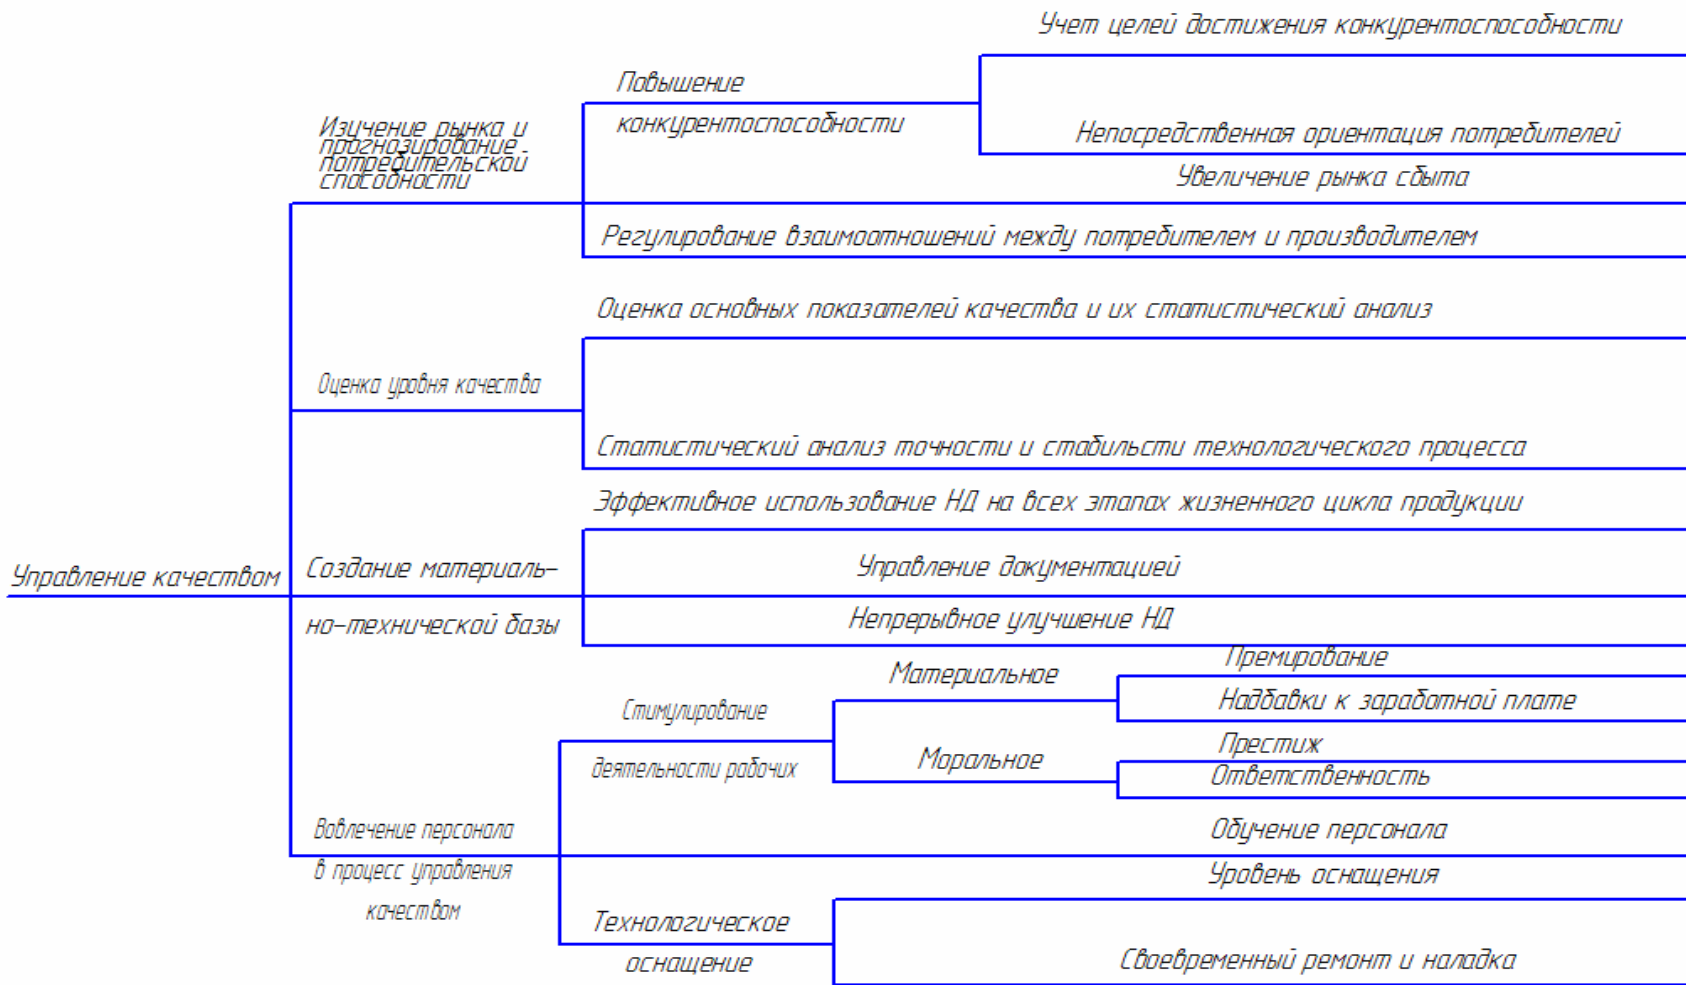 Учет целей достижения конкурентоспособности
Повышение
конкурентоспособности
Непосредственная ориентация потребителей
Изучение рынка и
прогнозирование
потребительской
способности
Увеличение рынка сбыта
Регулирование взаимоотношений между потребителем и производителем
Оценка основных показателей качества и их статистический анализ
Оценка уровня качества
Статистический анализ точности и стабильсти технологического процесса
Эффективное использование НД на всех этапах жизненного цикла продукции
Управление качеством
Создание материаль-
но-технической базы
Управление документацией
Непрерывное улучшение НД
Стимулирование
деятельности рабочих
Материальное
Премирование
Надбавки к заработной плате
Моральное
Престиж
Ответственность
Вовлечение персонала
в процесс управления
качеством
Обучение персонала
Уровень оснащения
Технологическое
оснащение
Своевременный ремонт и наладка